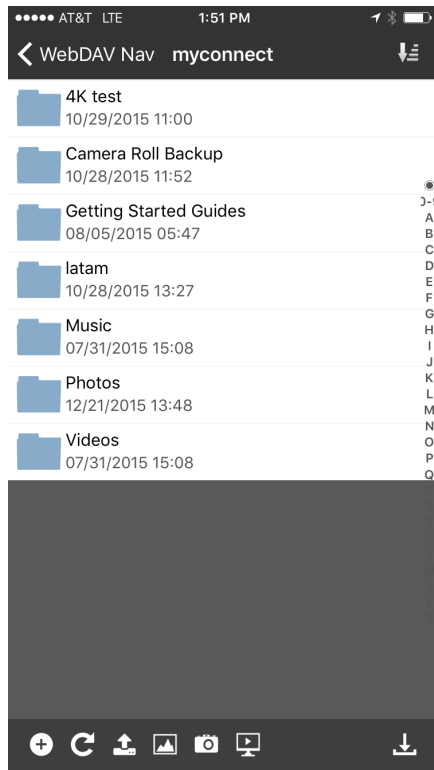 AT&T LTE 1:51 PM
WebDAV Nav myconnect
4K test
10/29/2015 11:00
Camera Roll Backup
10/28/2015 11:52
Getting Started Guides
08/05/2015 05:47
latam
10/28/2015 13:27
Music
07/31/2015 15:08
Photos
12/21/2015 13:48
Videos
07/31/2015 15:08
A
B
C
D
E
F
G
H
I
J
K
L
M
N
O
P
Q